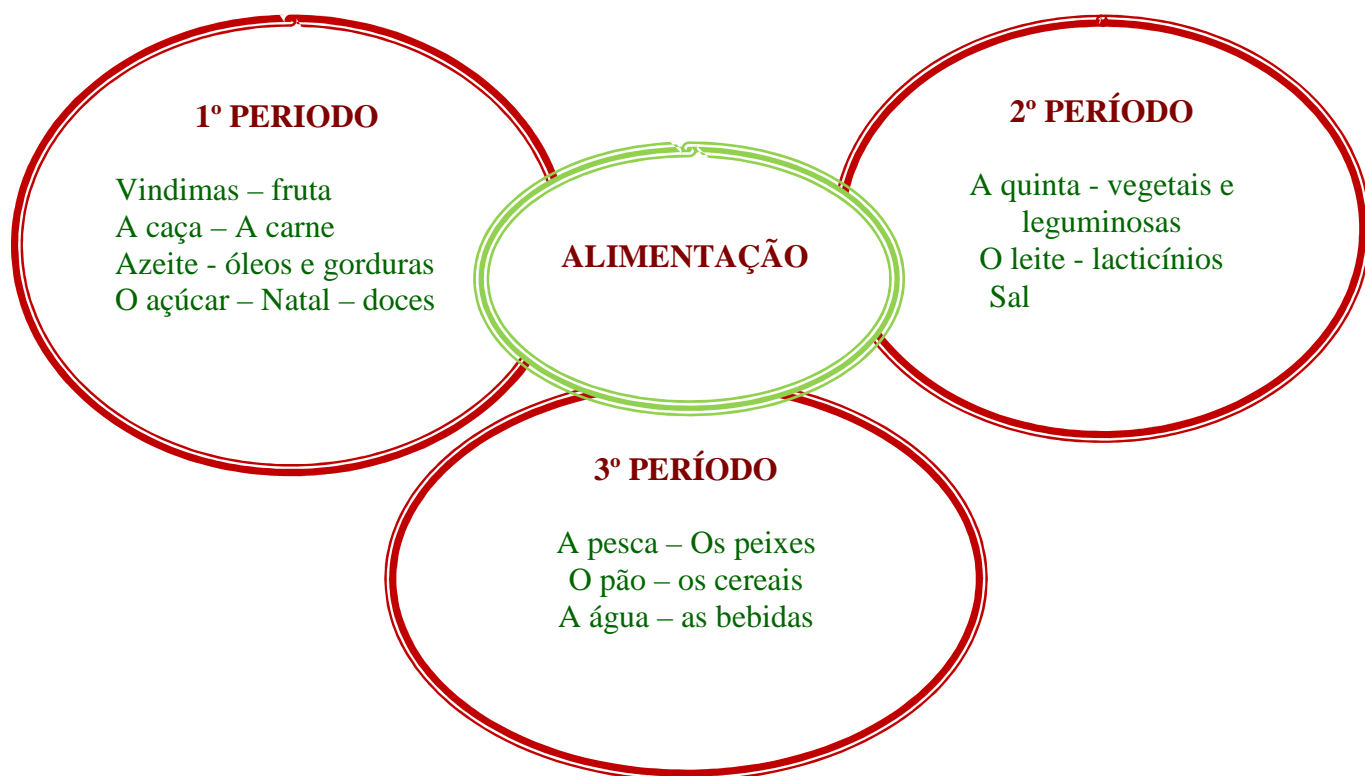 1º PERIODO
Vindimas – fruta
A caça – A carne
Azeite - óleos e gorduras
O açúcar – Natal – doces
ALIMENTAÇÃO
2º PERÍODO
A quinta - vegetais e
leguminosas
O leite - lacticínios
Sal
3º PERÍODO
A pesca – Os peixes
O pão – os cereais
A água – as bebidas